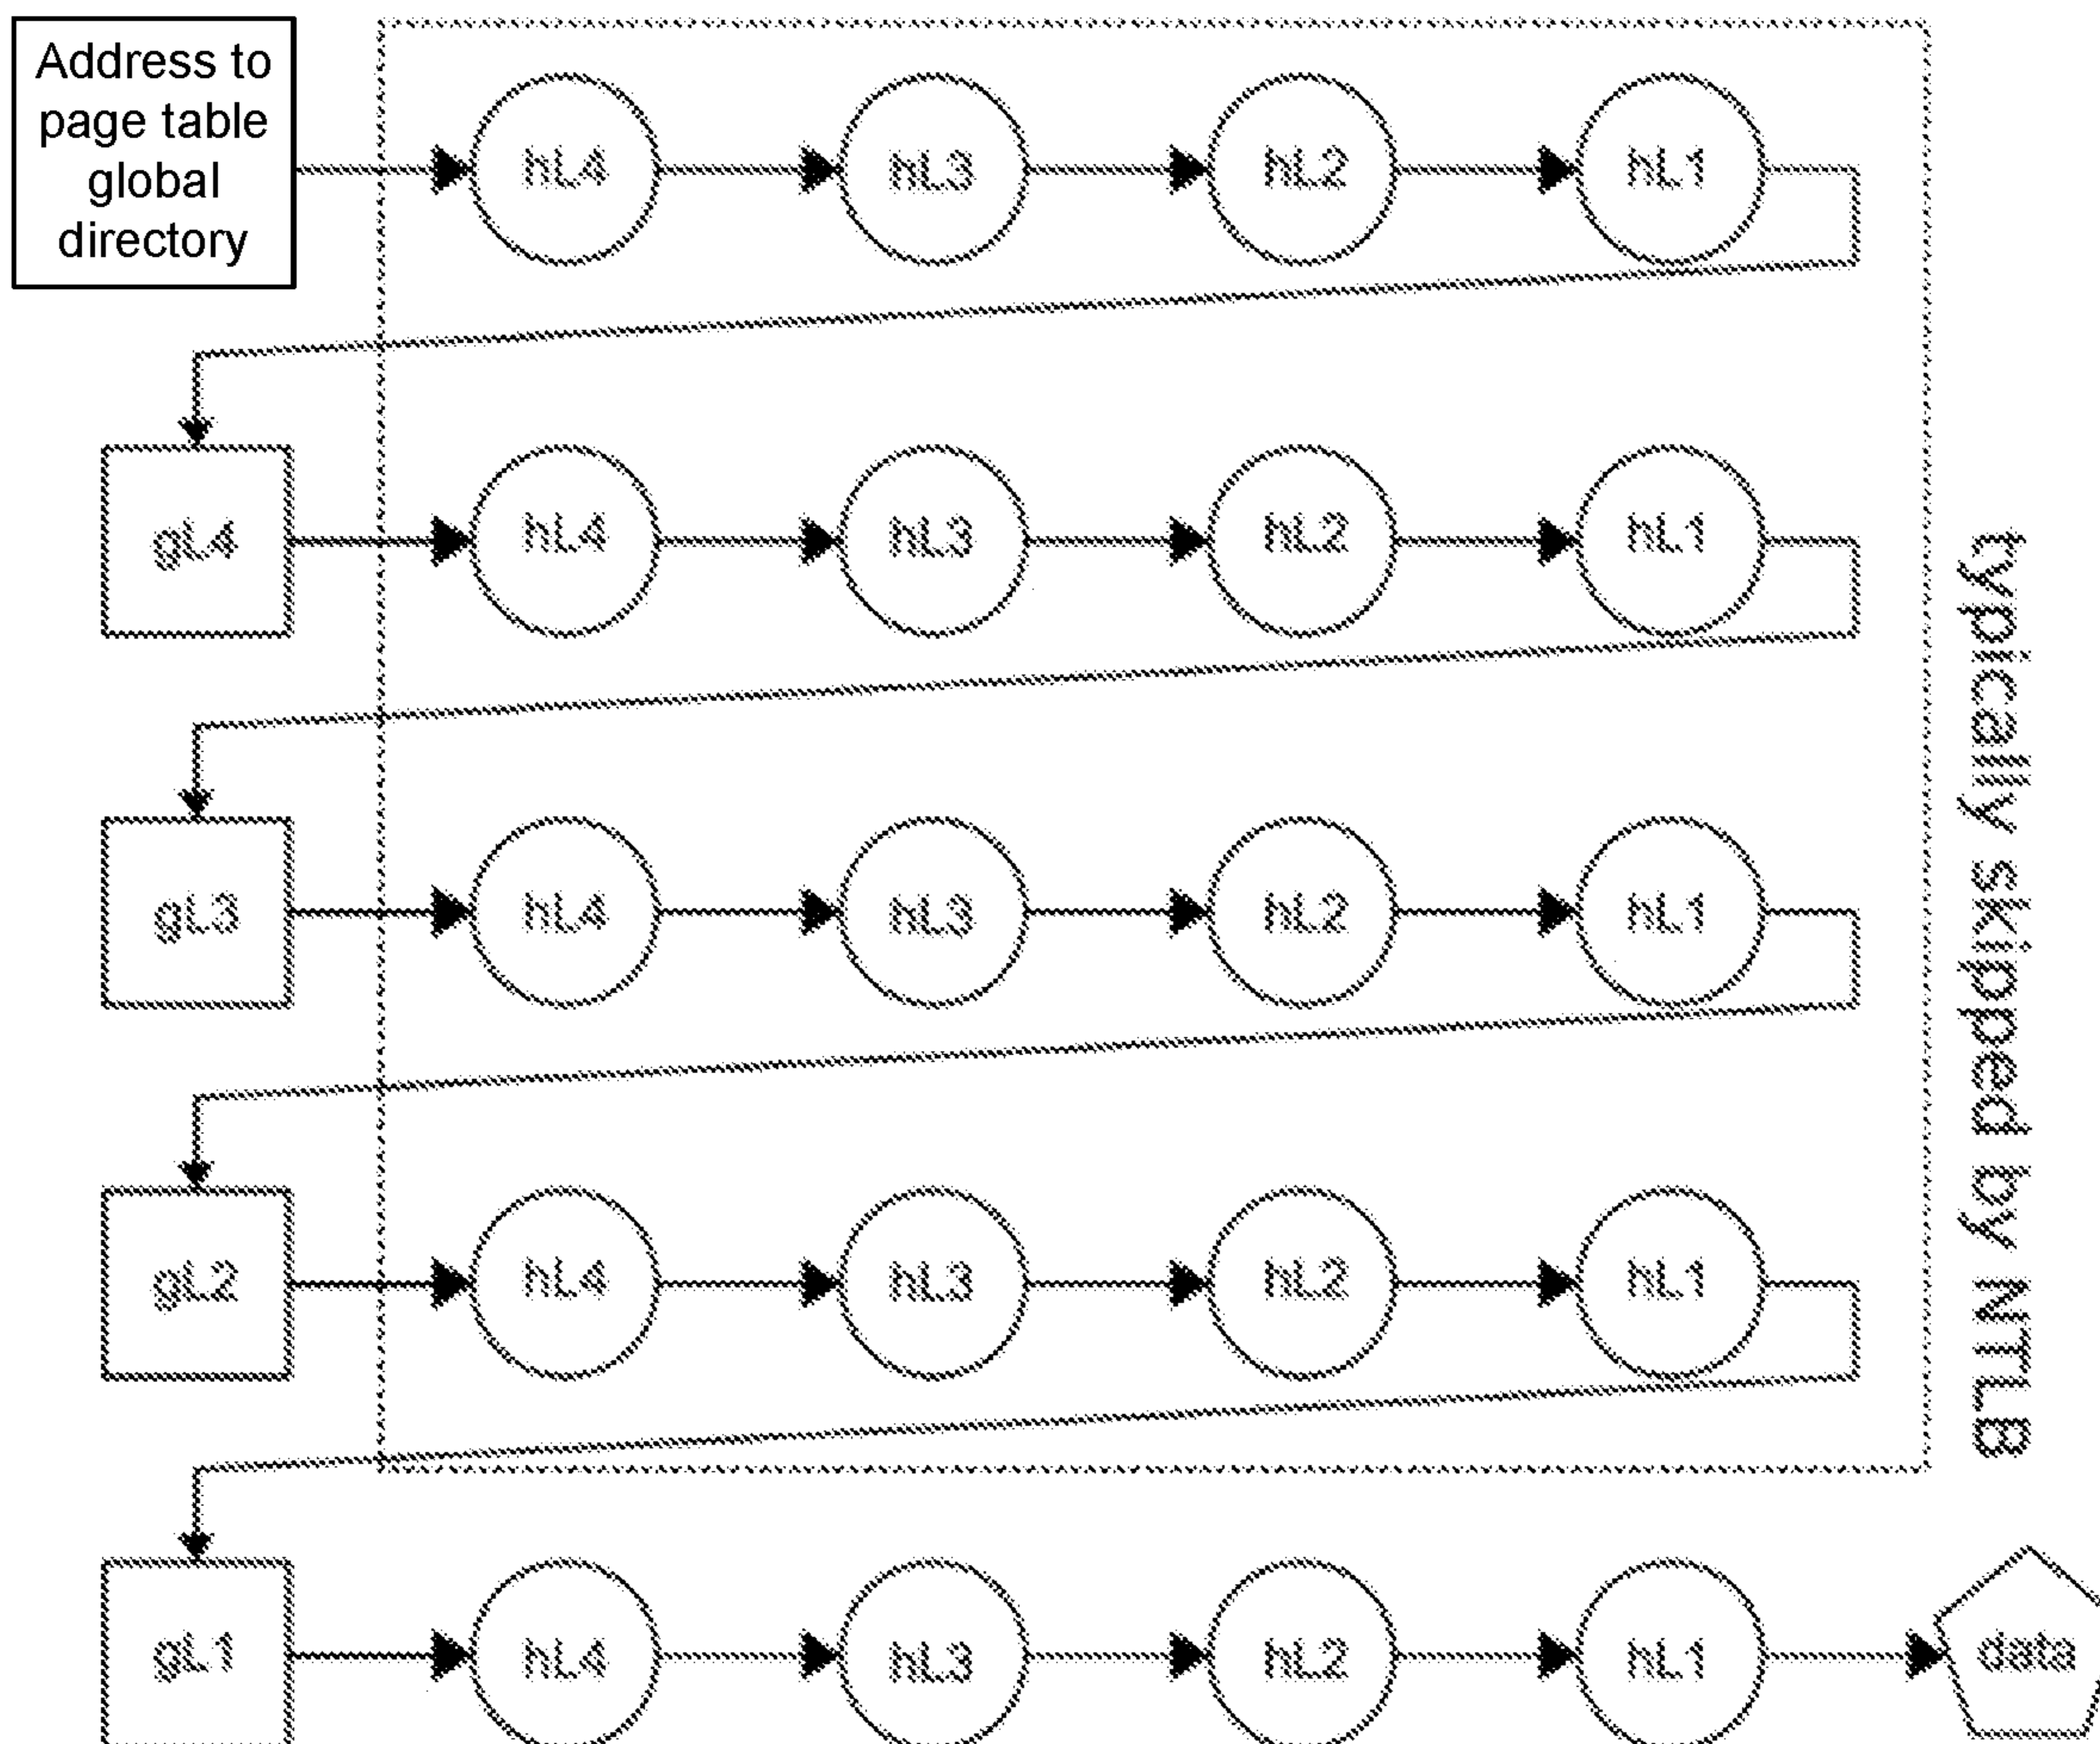 Address to
page table
global
directory
hL4
hL3
hL2
hL1
gL4
hL4
hL3
hL2
hL1
gL3
hL4
hL3
hL2
hL1
gL2
hL4
hL3
hL2
hL1
gL1
hL4
hL3
hL2
hL1
data
typically skipped by NTLB